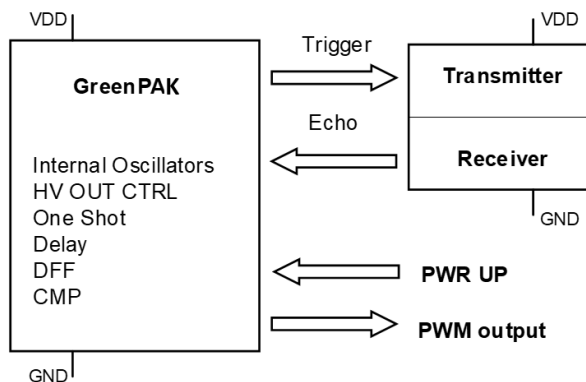 VDD
GreenPAK
Internal Oscillators
HV OUT CTRL
One Shot
Delay
DFF
CMP
GND
Trigger
Echo
VDD
Transmitter
Receiver
GND
PWR UP
PWM output